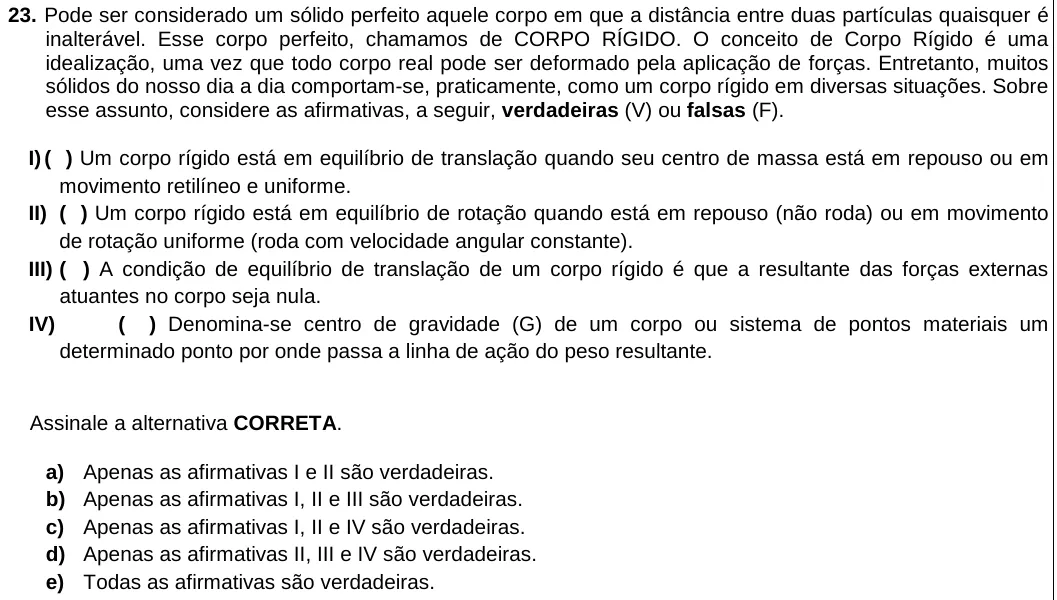 23. Pode ser considerado um sólido perfeito aquele corpo em que a distância entre duas partículas quaisquer é
inalterável. Esse corpo perfeito, chamamos de CORPO RÍGIDO. O conceito de Corpo Rígido é uma
idealização, uma vez que todo corpo real pode ser deformado pela aplicação de forças. Entretanto, muitos
sólidos do nosso dia a dia comportam-se, praticamente, como um corpo rígido em diversas situações. Sobre
esse assunto, considere as afirmativas, a seguir, verdadeiras (V) ou falsas (F).
I) ( ) Um corpo rígido está em equilíbrio de translação quando seu centro de massa está em repouso ou em
movimento retilíneo e uniforme.
II) ( ) Um corpo rígido está em equilíbrio de rotação quando está em repouso (não roda) ou em movimento
de rotação uniforme (roda com velocidade angular constante).
III) ( ) A condição de equilíbrio de translação de um corpo rígido é que a resultante das forças externas
atuantes no corpo seja nula.
IV) ( ) Denomina-se centro de gravidade (G) de um corpo ou sistema de pontos materiais um
determinado ponto por onde passa a linha de ação do peso resultante.
Assinale a alternativa CORRETA.
a) Apenas as afirmativas I e II são verdadeiras.
b) Apenas as afirmativas I, II e III são verdadeiras.
c) Apenas as afirmativas I, II e IV são verdadeiras.
d) Apenas as afirmativas II, III e IV são verdadeiras.
e) Todas as afirmativas são verdadeiras.